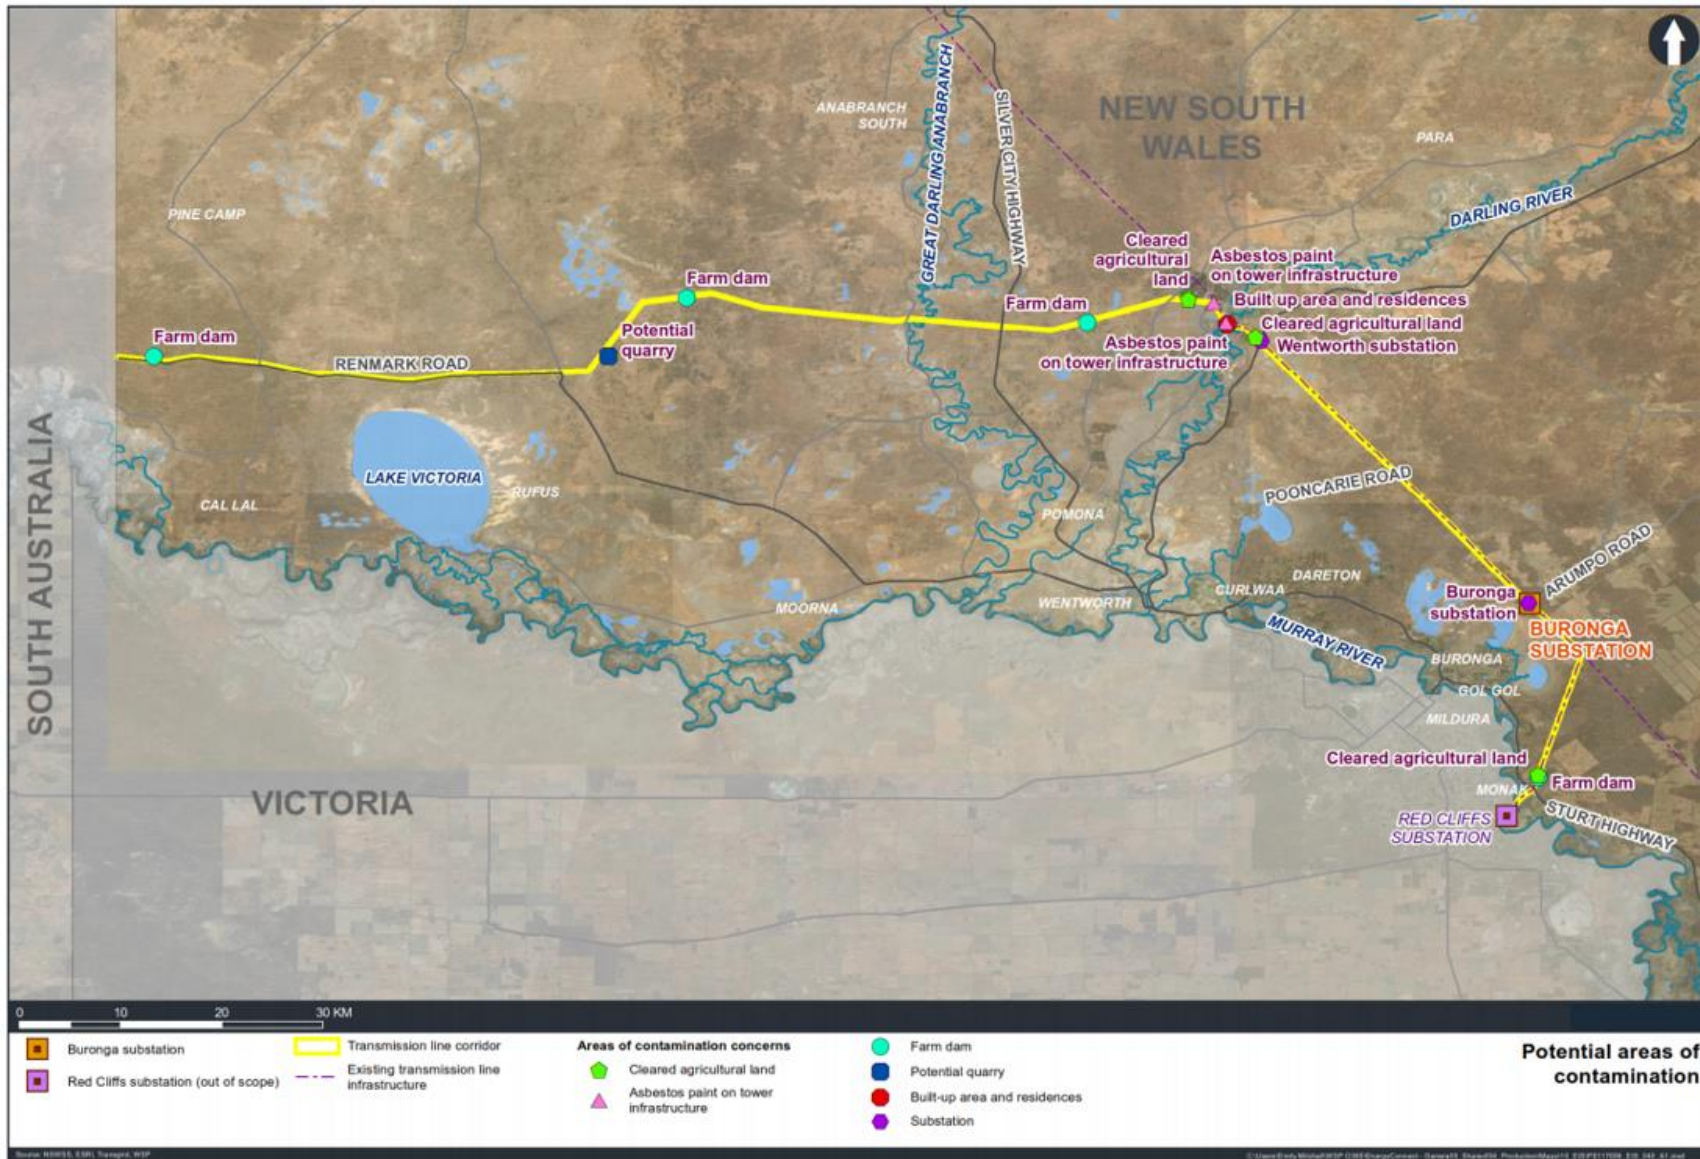 NEW SOUTH
WALES
ANABRANCH
SOUTH
GREAT DARLING ANABRANCH
SILVER CITY HIGHWAY
PARA
DARLING RIVER
PINE CAMP
Cleared
agricultural
land
Asbestos paint
on tower infrastructure
Farm dam
Farm dam
Built up area and residences
Farm dam
Potential
quarry
Cleared agricultural land
Wentworth substation
Asbestos paint
on tower infrastructure
RENMARK ROAD
SOUTH AUSTRALIA
LAKE VICTORIA
RUFUS
CAL LAL
POONCARIE ROAD
POMONA
ARUMPO ROAD
DARETON
CURLWAA
WENTWORTH
MOORNA
Buronga
substation
MURRAY RIVER
BURONGA
SUBSTATION
BURONGA
GOL GOL
MILDURA
Cleared agricultural land
Farm dam
MONAK
VICTORIA
RED CLIFFS
SUBSTATION
STURT HIGHWAY
0 10 20 30 KM
Buronga substation
Red Cliffs substation (out of scope)
Transmission line corridor
Existing transmission line
infrastructure
Areas of contamination concerns
Cleared agricultural land
Asbestos paint on tower
infrastructure
Farm dam
Potential quarry
Built-up area and residences
Substation
Potential areas of
contamination
Source: NSWSS, ESRI, Transgrid, WSP